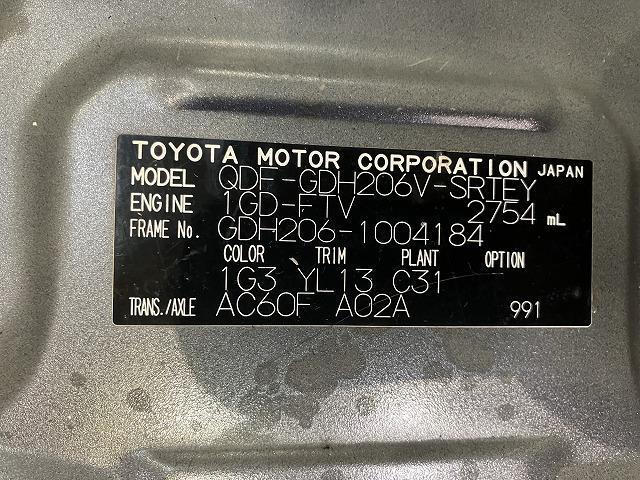 TOYOTA MOTOR CORPORATION JAPAN
MODEL QDF-GDH206V-SRTEY
ENGINE 1GD-FTV 2754 mL
FRAME No. GDH206-1004184
COLOR TRIM PLANT OPTION
1G3 YL13 C31
TRANS./AXLE AC60F A02A 991